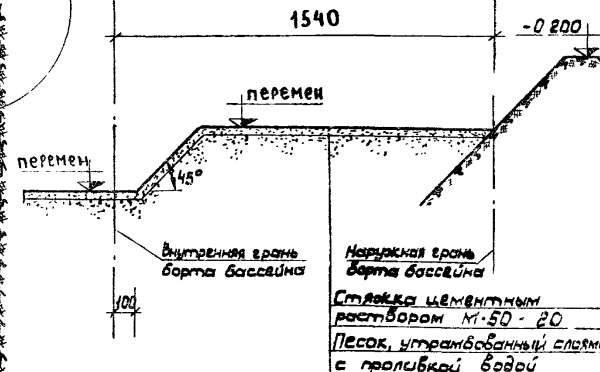 1540
-0.200
перемен
перемен
45°
Внутренняя грань
борта бассейна
Наружная грань
борта бассейна
100
Стяжка цементным
раствором М-50 - 20
Песок, утрамбованный слоями
с проливкой водой